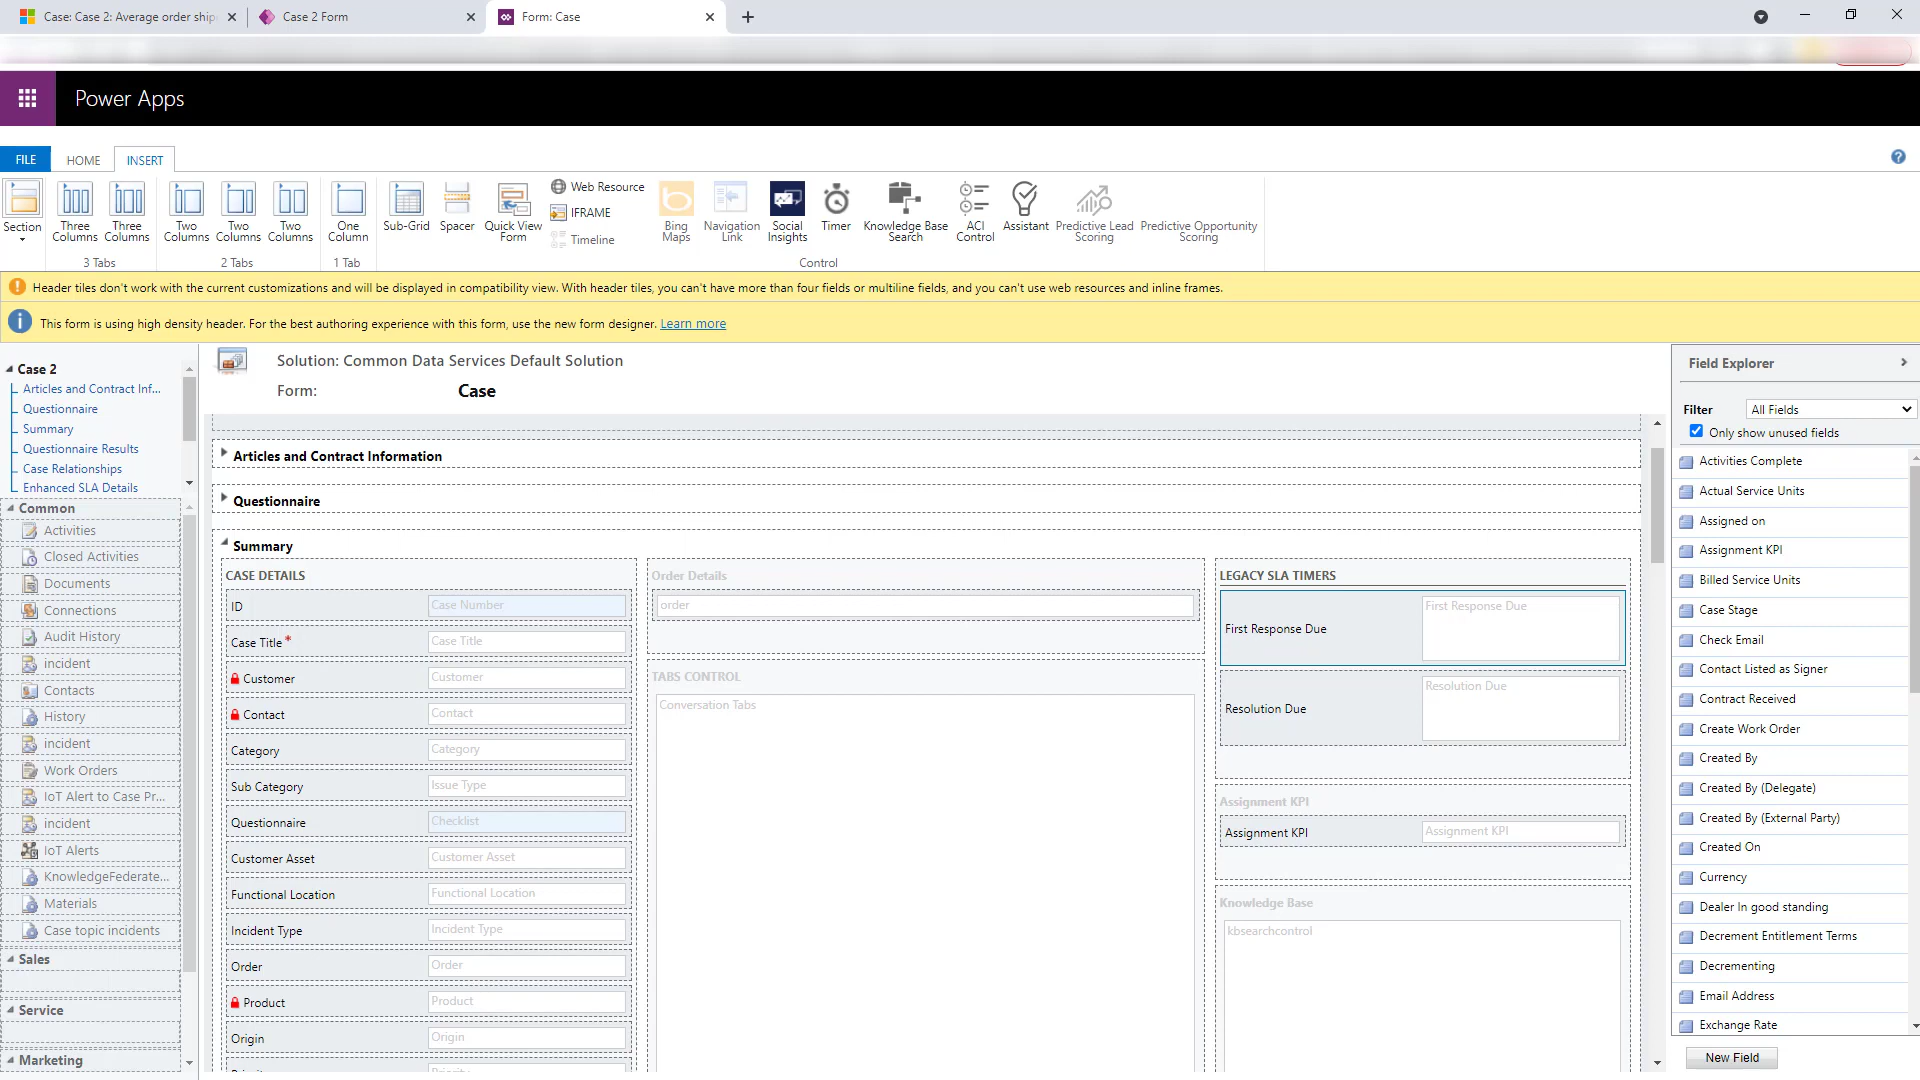 Case: Case 2: Average order ship
Case 2 Form
Form: Case
Power Apps
FILE
HOME
INSERT
Section
Three Columns
Three Columns
3 Tabs
Two Columns
Two Columns
Two Columns
2 Tabs
One Column
1 Tab
Sub-Grid
Spacer
Quick View Form
Web Resource
IFRAME
Timeline
Bing Maps
Navigation Link
Social Insights
Timer
Knowledge Base Search
ACI Control
Assistant
Predictive Lead Scoring
Predictive Opportunity Scoring
Control
Header tiles don't work with the current customizations and will be displayed in compatibility view. With header tiles, you can't have more than four fields or multiline fields, and you can't use web resources and inline frames.
This form is using high density header. For the best authoring experience with this form, use the new form designer. Learn more
Case 2
Articles and Contract Inf...
Questionnaire
Summary
Questionnaire Results
Case Relationships
Enhanced SLA Details
Common
Activities
Closed Activities
Documents
Connections
Audit History
incident
Contacts
History
incident
Work Orders
IoT Alert to Case Pr...
incident
IoT Alerts
KnowledgeFederate...
Materials
Case topic incidents
Sales
Service
Marketing
Solution: Common Data Services Default Solution
Form: Case
Articles and Contract Information
Questionnaire
Summary
CASE DETAILS
ID Case Number
Case Title * Case Title
Customer Customer
Contact Contact
Category Category
Sub Category Issue Type
Questionnaire Checklist
Customer Asset Customer Asset
Functional Location Functional Location
Incident Type Incident Type
Order Order
Product Product
Origin Origin
Order Details
order
TABS CONTROL
Conversation Tabs
LEGACY SLA TIMERS
First Response Due First Response Due
Resolution Due Resolution Due
Assignment KPI
Assignment KPI Assignment KPI
Knowledge Base
kbsearchcontrol
Field Explorer
Filter All Fields
Only show unused fields
Activities Complete
Actual Service Units
Assigned on
Assignment KPI
Billed Service Units
Case Stage
Check Email
Contact Listed as Signer
Contract Received
Create Work Order
Created By
Created By (Delegate)
Created By (External Party)
Created On
Currency
Dealer In good standing
Decrement Entitlement Terms
Decrementing
Email Address
Exchange Rate
New Field